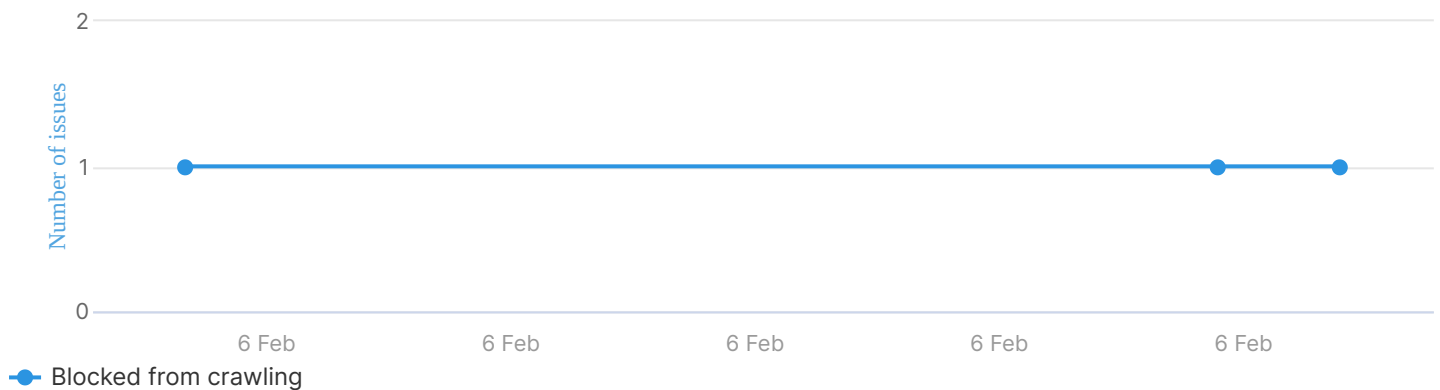 2
Number of issues
1
0
6 Feb 6 Feb 6 Feb 6 Feb 6 Feb
Blocked from crawling